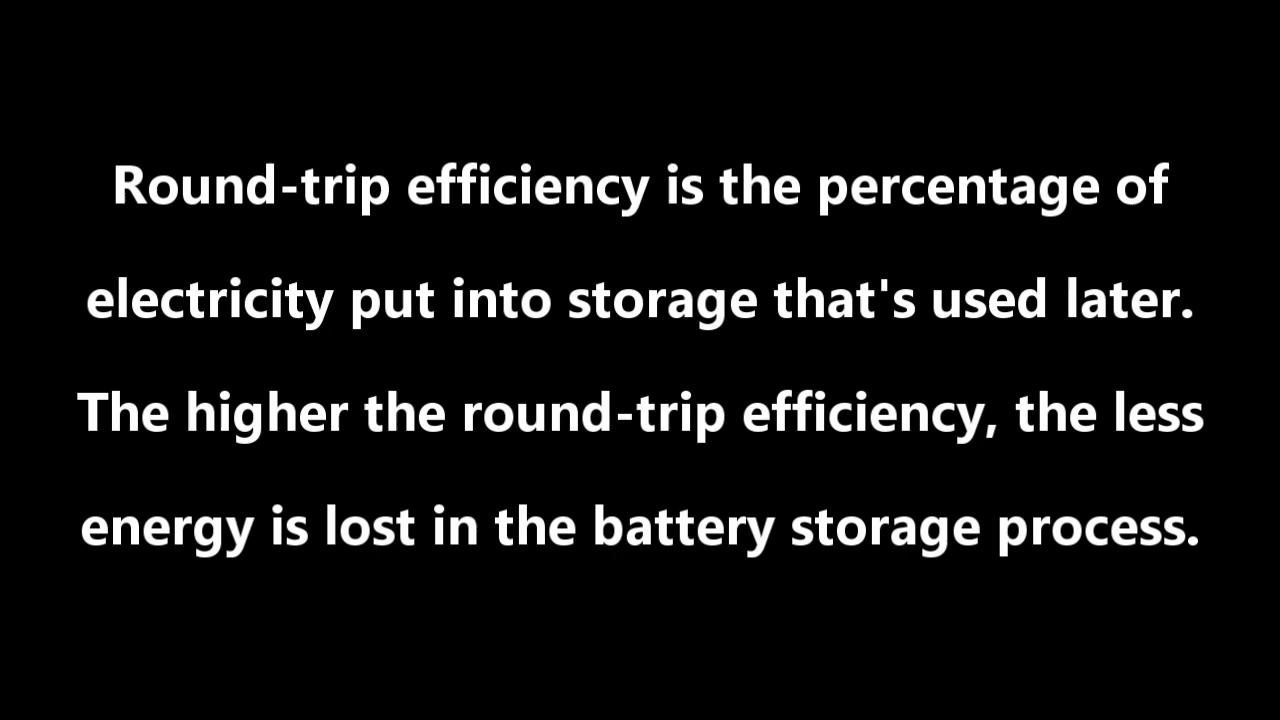 Round-trip efficiency is the percentage of
electricity put into storage that's used later.
The higher the round-trip efficiency, the less
energy is lost in the battery storage process.